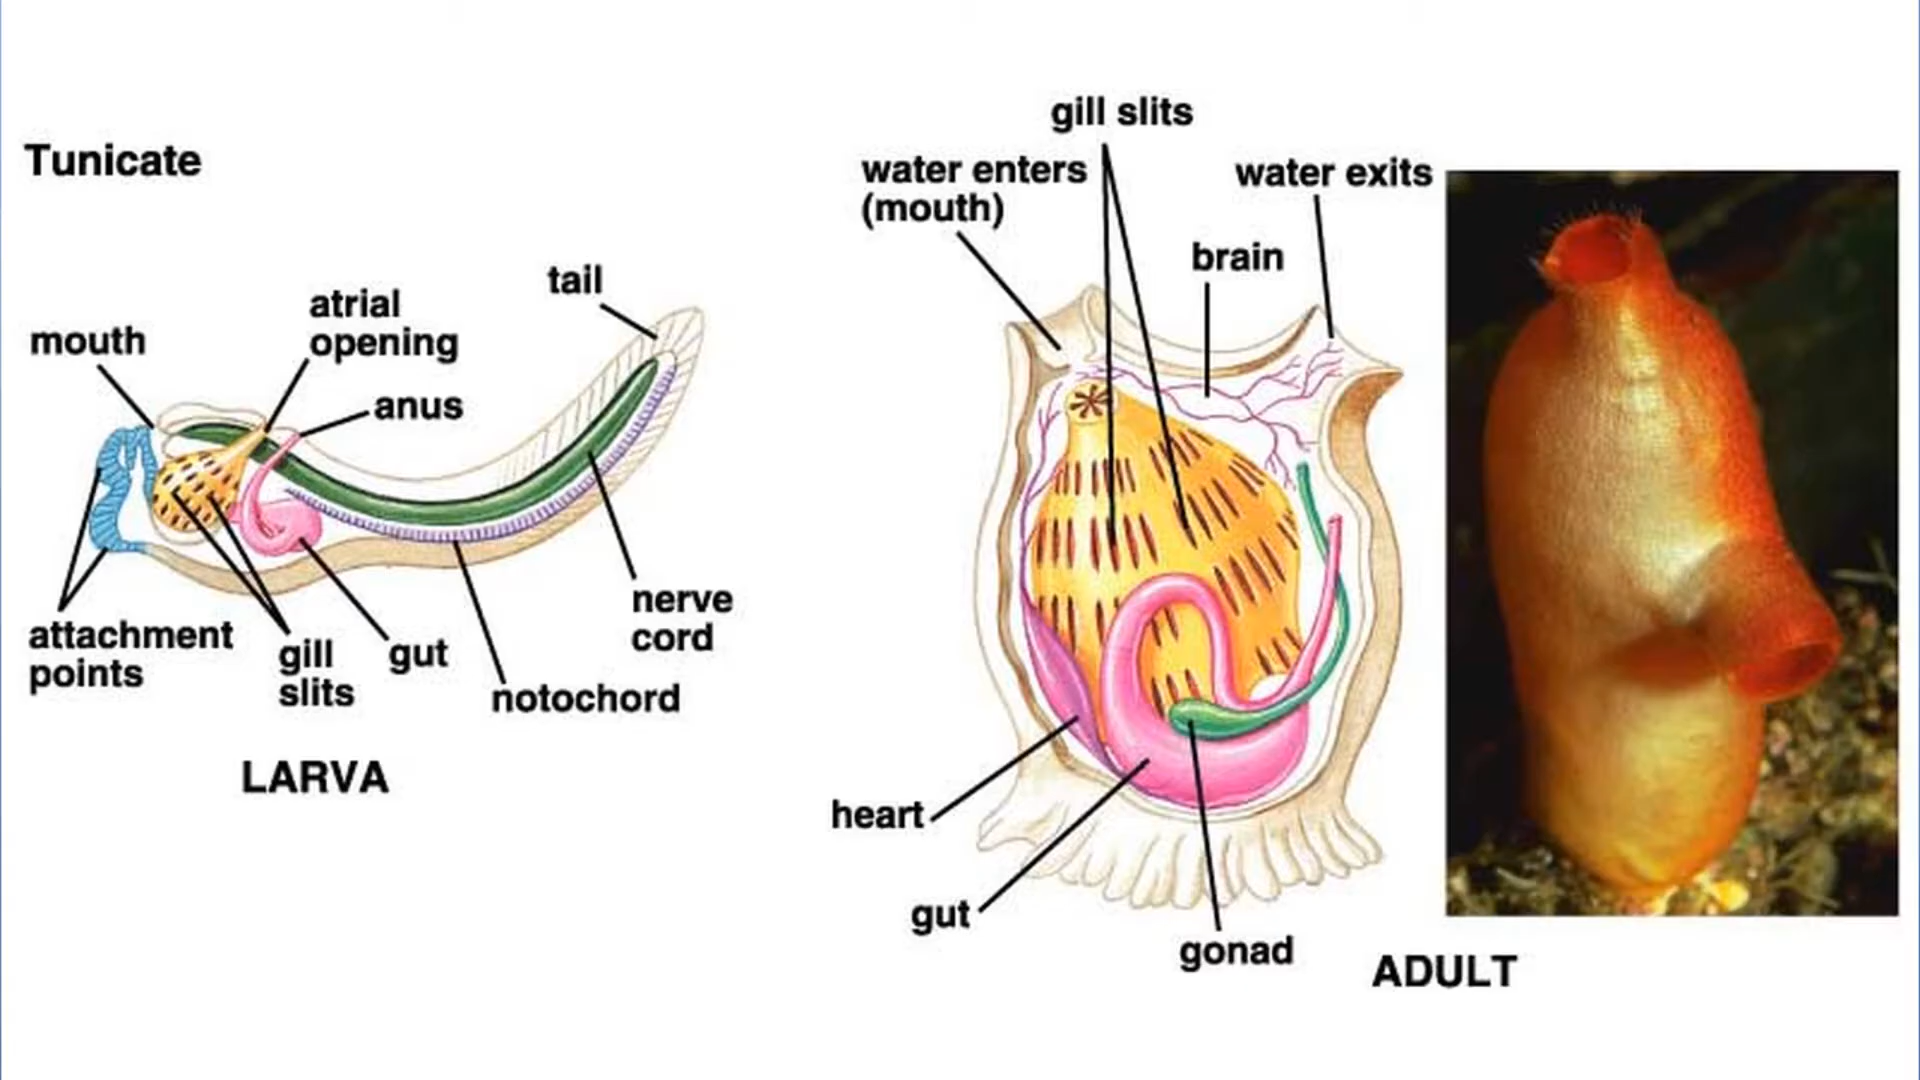 Tunicate
mouth
atrial
opening
anus
tail
attachment
points
gill
slits
gut
notochord
nerve
cord
LARVA
gill slits
water enters
(mouth)
water exits
brain
heart
gut
gonad
ADULT